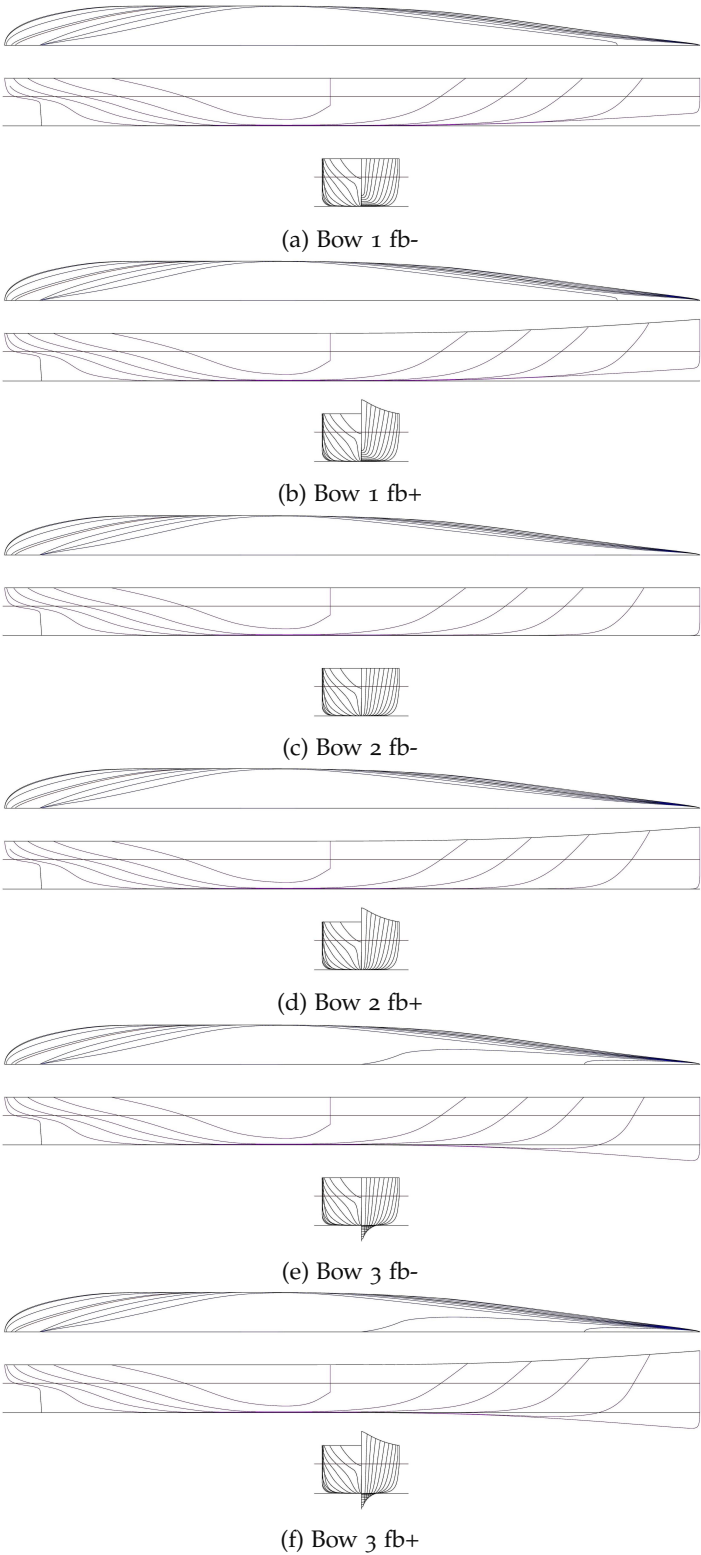 (a) Bow 1 fb-
(b) Bow 1 fb+
(c) Bow 2 fb-
(d) Bow 2 fb+
(e) Bow 3 fb-
(f) Bow 3 fb+